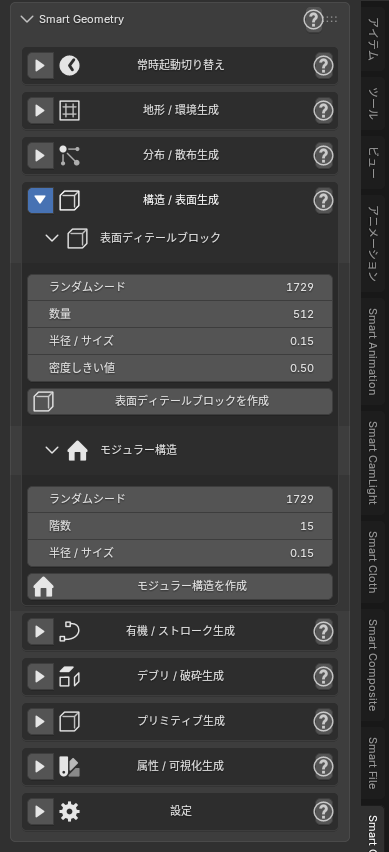 Smart Geometry
常時起動切り替え
地形 / 環境生成
分布 / 散布生成
構造 / 表面生成
表面ディテールブロック
ランダムシード 1729
数量 512
半径 / サイズ 0.15
密度しきい値 0.50
表面ディテールブロックを作成
モジュラー構造
ランダムシード 1729
階数 15
半径 / サイズ 0.15
モジュラー構造を作成
有機 / ストローク生成
デブリ / 破砕生成
プリミティブ生成
属性 / 可視化生成
設定
アイテム
ツール
ビュー
アニメーション
Smart Animation
Smart CamLight
Smart Cloth
Smart Composite
Smart File
Smart